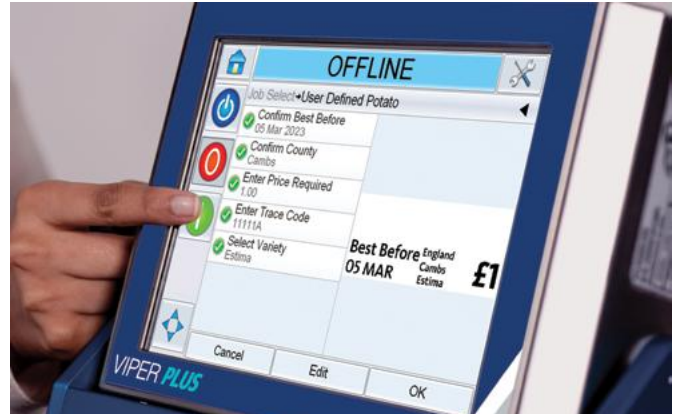 OFFLINE
Job Select→User Defined Potato
Confirm Best Before
05 Mar 2023
Confirm County
Cambs
Enter Price Required
1.00
Enter Trace Code
11111A
Select Variety
Estima
Best Before England
05 MAR Cambs
Estima
£1
Cancel
Edit
OK
VIPER PLUS